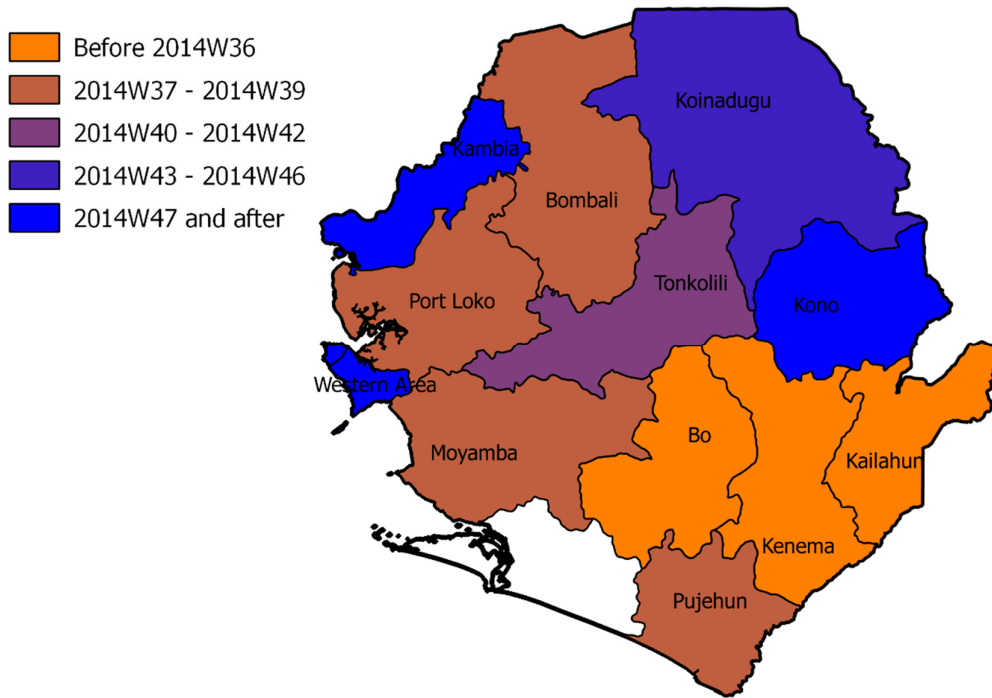 Before 2014W36
2014W37 - 2014W39
2014W40 - 2014W42
2014W43 - 2014W46
2014W47 and after
Koinadugu
Kambia
Bombali
Tonkolili
Port Loko
Kono
Western Area
Bo
Moyamba
Kailahun
Kenema
Pujehun